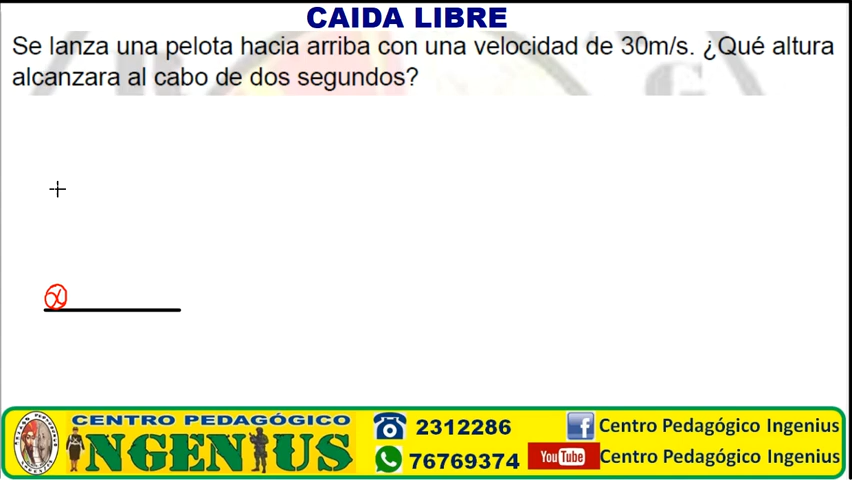 CAIDA LIBRE
Se lanza una pelota hacia arriba con una velocidad de 30m/s. ¿Qué altura
alcanzara al cabo de dos segundos?
CENTRO PEDAGÓGICO
INGENIUS
2312286
76769374
Centro Pedagógico Ingenius
YouTube
Centro Pedagógico Ingenius